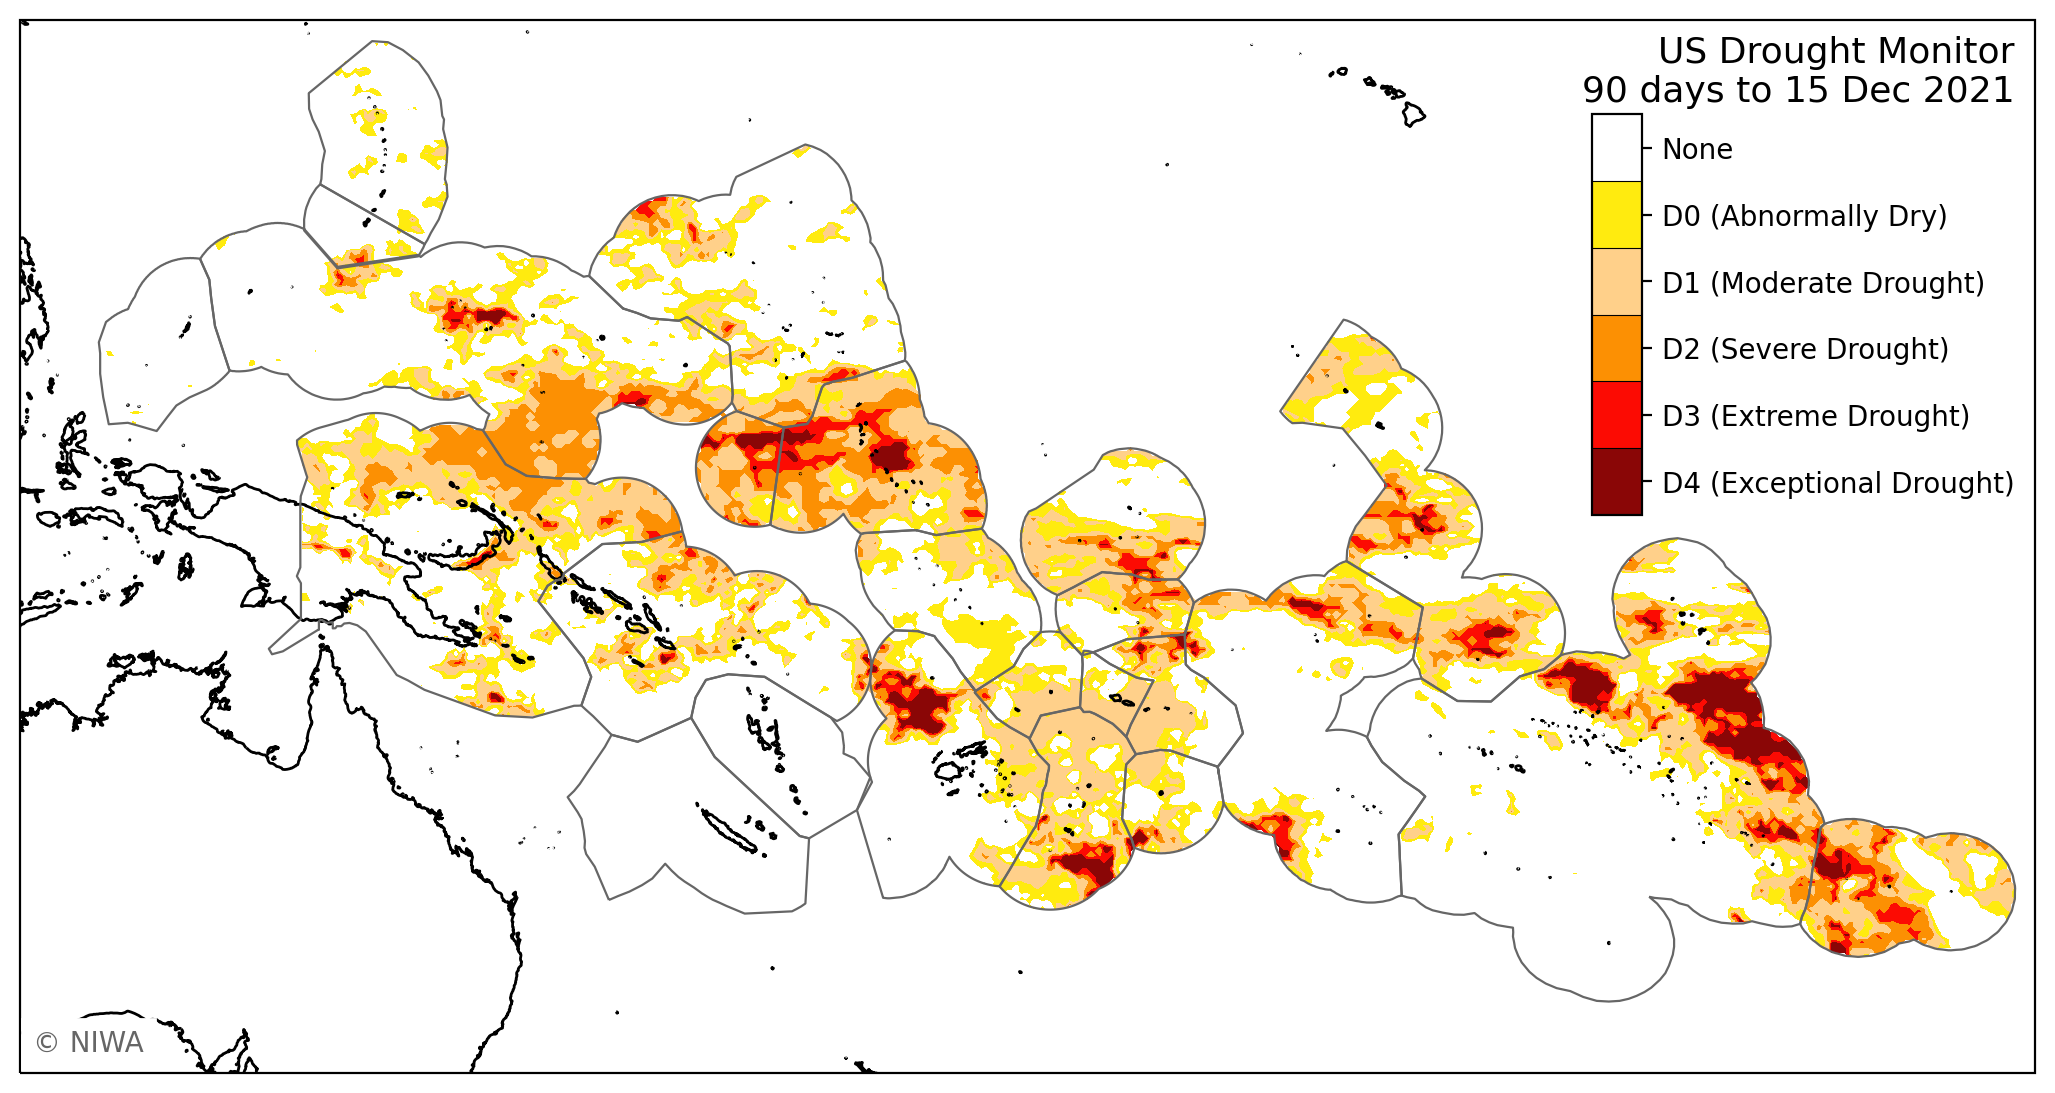 US Drought Monitor
90 days to 15 Dec 2021
None
D0 (Abnormally Dry)
D1 (Moderate Drought)
D2 (Severe Drought)
D3 (Extreme Drought)
D4 (Exceptional Drought)
© NIWA